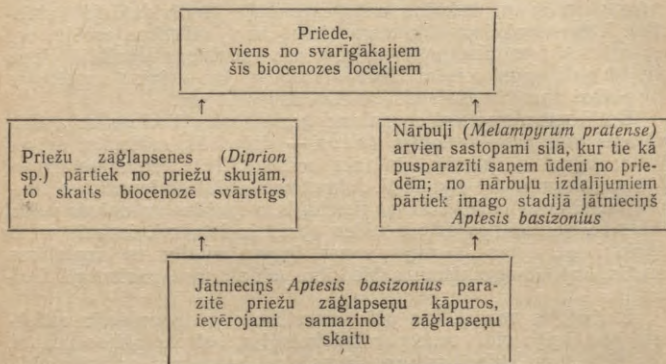 Priede,
viens no svarīgākajiem
šīs biocenozes locekļiem
↑
↑
Priežu zāģlapsenes (Diprion
sp.) pārtiek no priežu skujām,
to skaits biocenozē svārstīgs
Nārbuļi (Melampyrum pratense)
arvien sastopami silā, kur tie kā
pusparazīti saņem ūdeni no prie-
dēm; no nārbuļu izdalījumiem
pārtiek imago stadijā jātnieciņš
Aptesis basizonius
↑
↑
Jātnieciņš Aptesis basizonius para-
zitē priežu zāģlapseņu kāpuros,
ievērojami samazinot zāģlapseņu
skaitu